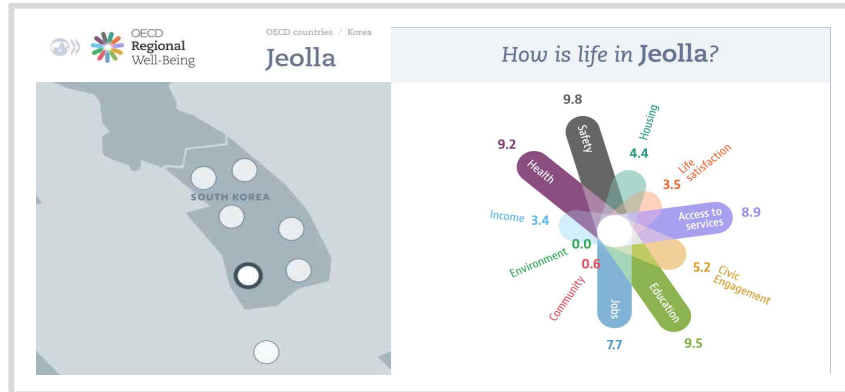 OECD
Regional
Well-Being
OECD countries / Korea
Jeolla
How is life in Jeolla?
SOUTH KOREA
9.8
Safety
Housing
4.4
9.2
Health
Life
satisfaction
3.5
Access to
services
8.9
Income 3.4
0.0
Environment
0.6
Community
5.2
Civic
Engagement
Education
9.5
Jobs
7.7